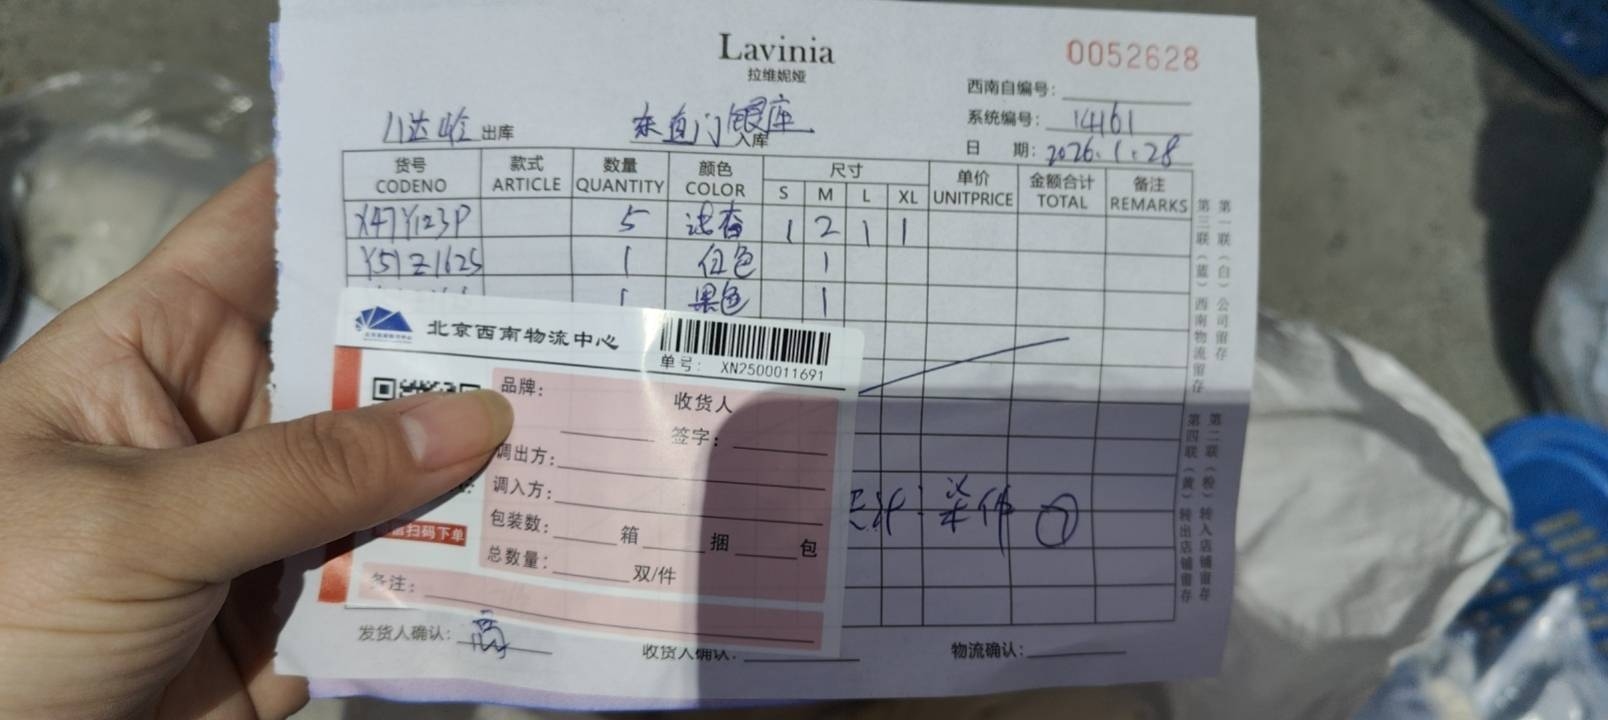 Lavinia
拉维妮娅
0052628
西南自编号:
系统编号: 14161
日 期: 2026.1.28
出库 东直门银座 入库
货号 款式 数量 颜色 尺寸 单价 金额合计 备注
CODENO ARTICLE QUANTITY COLOR S M L XL UNITPRICE TOTAL REMARKS
X47Y123P 5 1 2 1 1
Y51Z162S 1 白色 1
1 黑色 1
北京西南物流中心
单号: XN2500011691
品牌:
收货人
签字:
调出方:
调入方:
包装数: 箱 捆 包
总数量: 双/件
扫码下单
备注:
共计: 柒件 ⑦
发货人确认:
收货人确认:
物流确认:
第一联(白)公司留存
第二联(粉)转入店铺留存
第三联(蓝)西南物流留存
第四联(黄)转出店铺留存